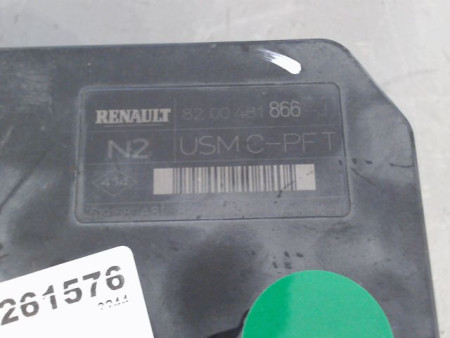 RENAULT 82 00 481 866 J
N2 USM C-PFT
261576